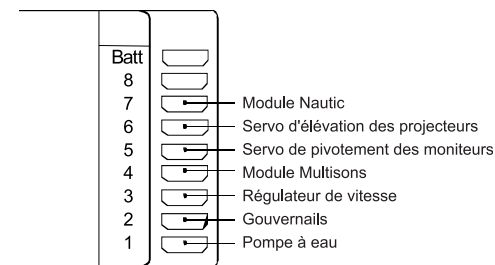 Batt
8
7 Module Nautic
6 Servo d'élévation des projecteurs
5 Servo de pivotement des moniteurs
4 Module Multisons
3 Régulateur de vitesse
2 Gouvernails
1 Pompe à eau